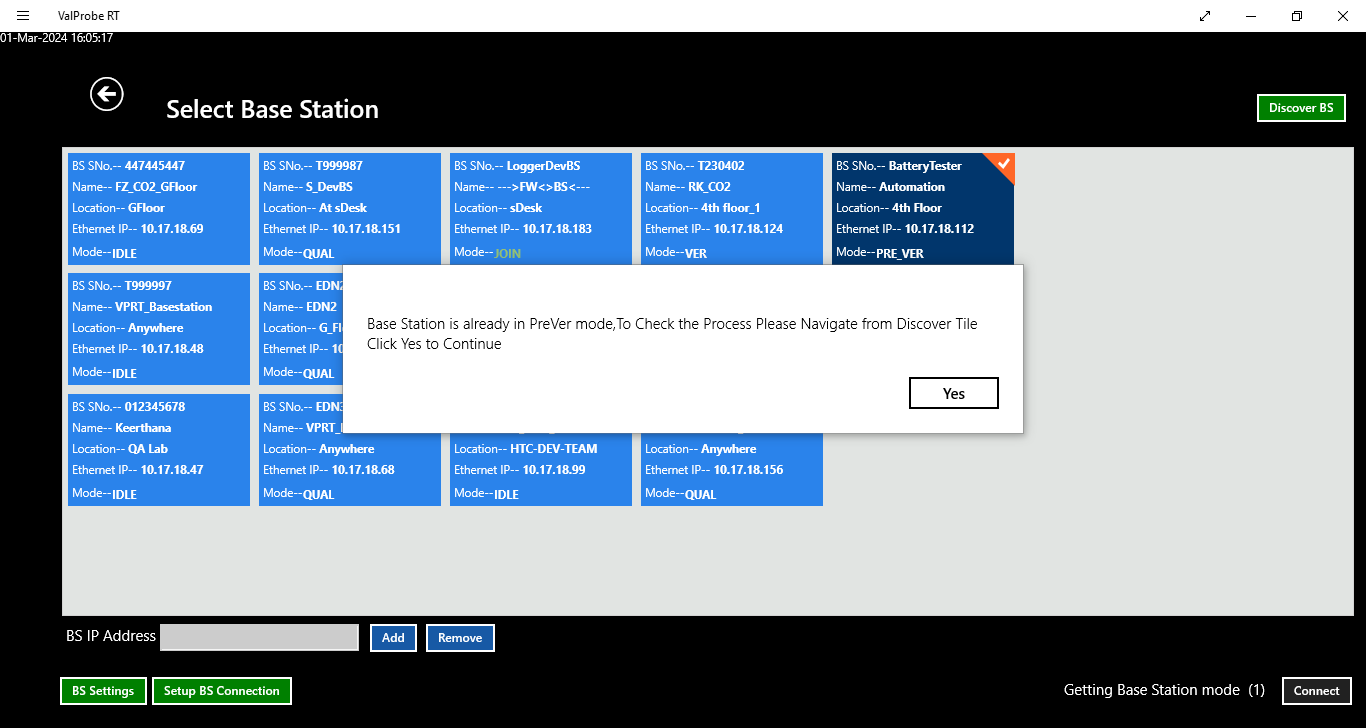 ValProbe RT
01-Mar-2024 16:05:17
Select Base Station
Discover BS
BS SNo.-- 447445447
Name-- FZ_CO2_GFloor
Location-- GFloor
Ethernet IP-- 10.17.18.69
Mode--IDLE
BS SNo.-- T999987
Name-- S_DevBS
Location-- At sDesk
Ethernet IP-- 10.17.18.151
Mode--QUAL
BS SNo.-- LoggerDevBS
Name-- --->FW<>BS<---
Location-- sDesk
Ethernet IP-- 10.17.18.183
Mode--JOIN
BS SNo.-- T230402
Name-- RK_CO2
Location-- 4th floor_1
Ethernet IP-- 10.17.18.124
Mode--VER
BS SNo.-- BatteryTester
Name-- Automation
Location-- 4th Floor
Ethernet IP-- 10.17.18.112
Mode--PRE_VER
BS SNo.-- T999997
Name-- VPRT_Basestation
Location-- Anywhere
Ethernet IP-- 10.17.18.48
Mode--IDLE
BS SNo.-- EDN2
Name-- EDN2
Location-- G_Fl
Ethernet IP-- 10
Mode--QUAL
Base Station is already in PreVer mode,To Check the Process Please Navigate from Discover Tile
Click Yes to Continue
Yes
BS SNo.-- 012345678
Name-- Keerthana
Location-- QA Lab
Ethernet IP-- 10.17.18.47
Mode--IDLE
BS SNo.-- EDN3
Name-- VPRT_
Location-- Anywhere
Ethernet IP-- 10.17.18.68
Mode--QUAL
Location-- HTC-DEV-TEAM
Ethernet IP-- 10.17.18.99
Mode--IDLE
Location-- Anywhere
Ethernet IP-- 10.17.18.156
Mode--QUAL
BS IP Address
Add
Remove
BS Settings
Setup BS Connection
Getting Base Station mode (1)
Connect